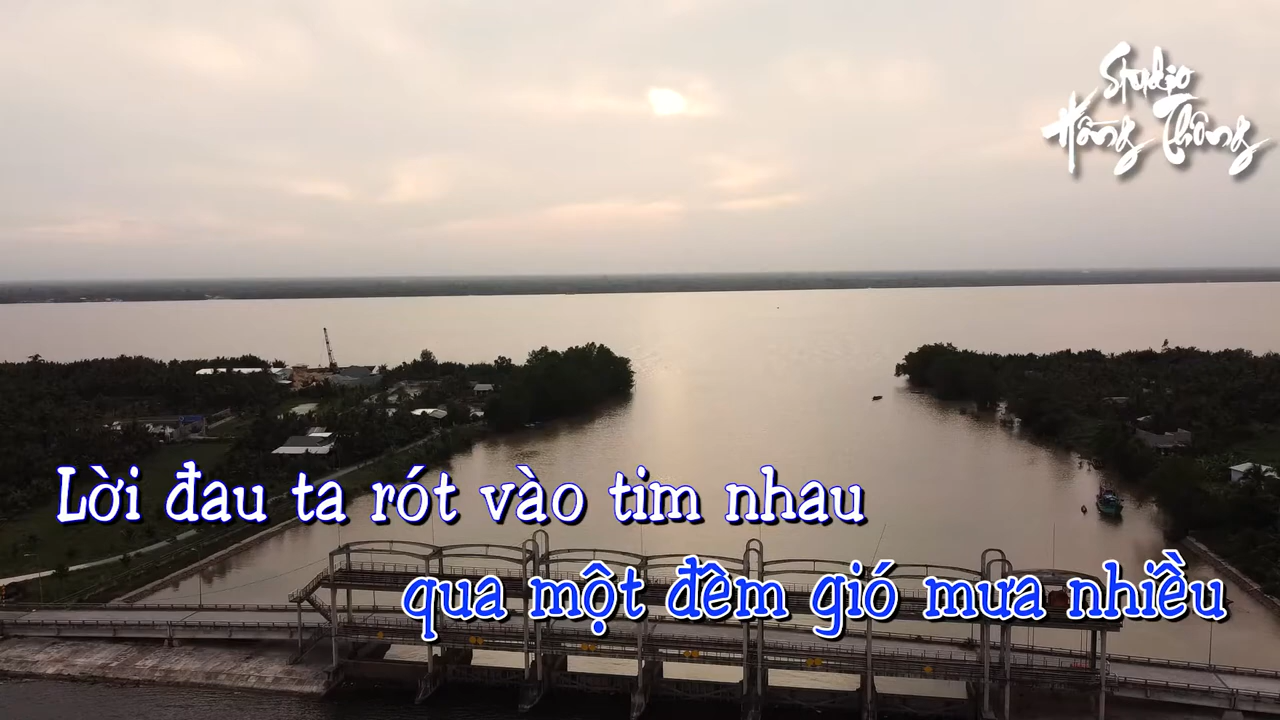 Studio
Hồng Thông
Lời đau ta rót vào tim nhau
qua một đêm gió mưa nhiều